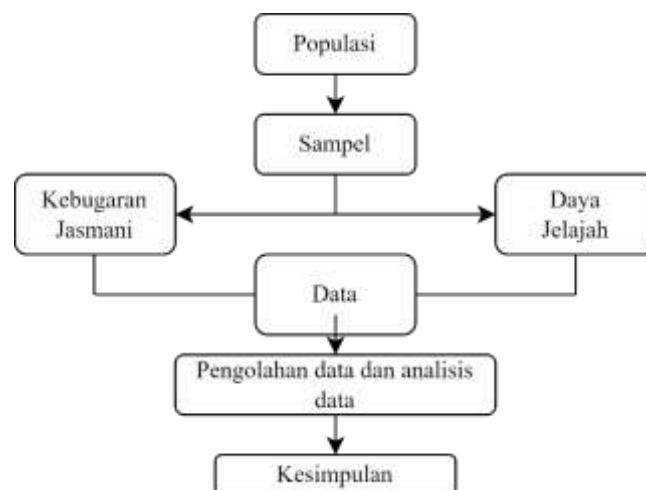 Populasi
Sampel
Kebugaran
Jasmani
Daya
Jelajah
Data
Pengolahan data dan analisis
data
Kesimpulan